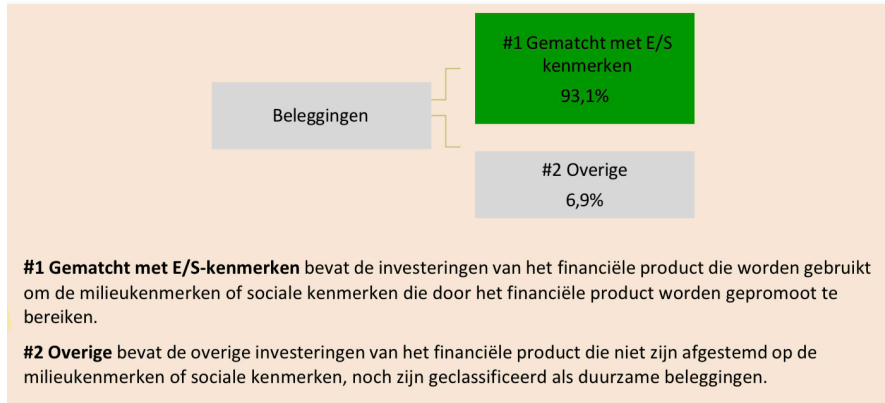 #1 Gematcht met E/S
kenmerken
93,1%
Beleggingen
#2 Overige
6,9%
#1 Gematcht met E/S-kenmerken bevat de investeringen van het financiële product die worden gebruikt
om de milieukenmerken of sociale kenmerken die door het financiële product worden gepromoot te
bereiken.
#2 Overige bevat de overige investeringen van het financiële product die niet zijn afgestemd op de
milieukenmerken of sociale kenmerken, noch zijn geclassificeerd als duurzame beleggingen.